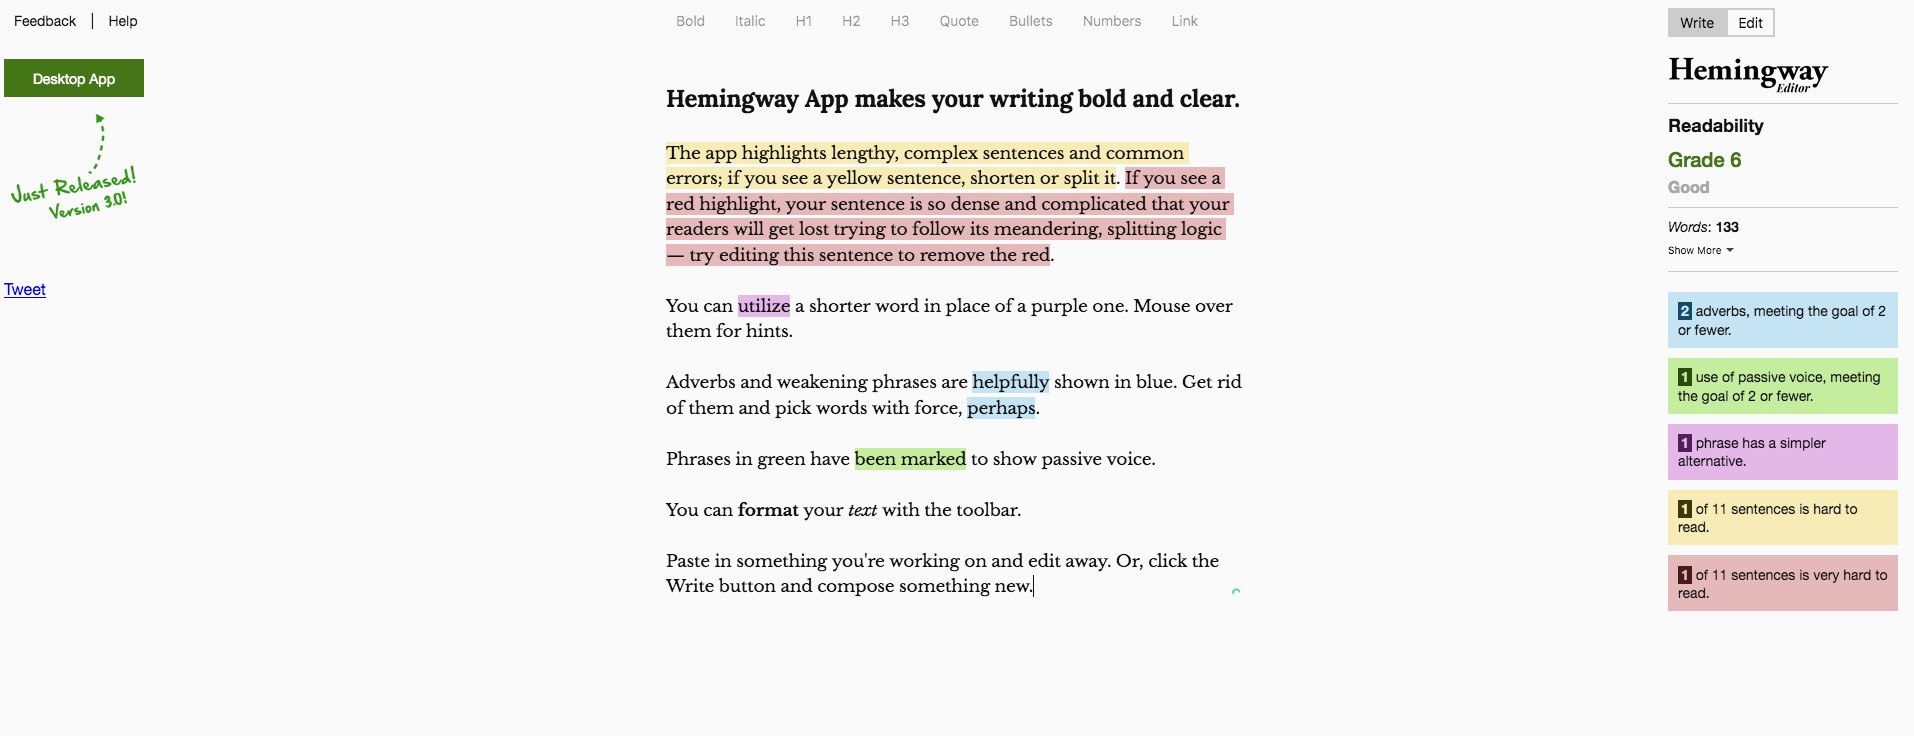 Feedback | Help
Bold Italic H1 H2 H3 Quote Bullets Numbers Link
Write Edit
Desktop App
Just Released!
Version 3.0!
Tweet
Hemingway App makes your writing bold and clear.
The app highlights lengthy, complex sentences and common
errors; if you see a yellow sentence, shorten or split it. If you see a
red highlight, your sentence is so dense and complicated that your
readers will get lost trying to follow its meandering, splitting logic
— try editing this sentence to remove the red.
You can utilize a shorter word in place of a purple one. Mouse over
them for hints.
Adverbs and weakening phrases are helpfully shown in blue. Get rid
of them and pick words with force, perhaps.
Phrases in green have been marked to show passive voice.
You can format your text with the toolbar.
Paste in something you're working on and edit away. Or, click the
Write button and compose something new.
Hemingway
Editor
Readability
Grade 6
Good
Words: 133
Show More
2 adverbs, meeting the goal of 2
or fewer.
1 use of passive voice, meeting
the goal of 2 or fewer.
1 phrase has a simpler
alternative.
1 of 11 sentences is hard to
read.
1 of 11 sentences is very hard to
read.